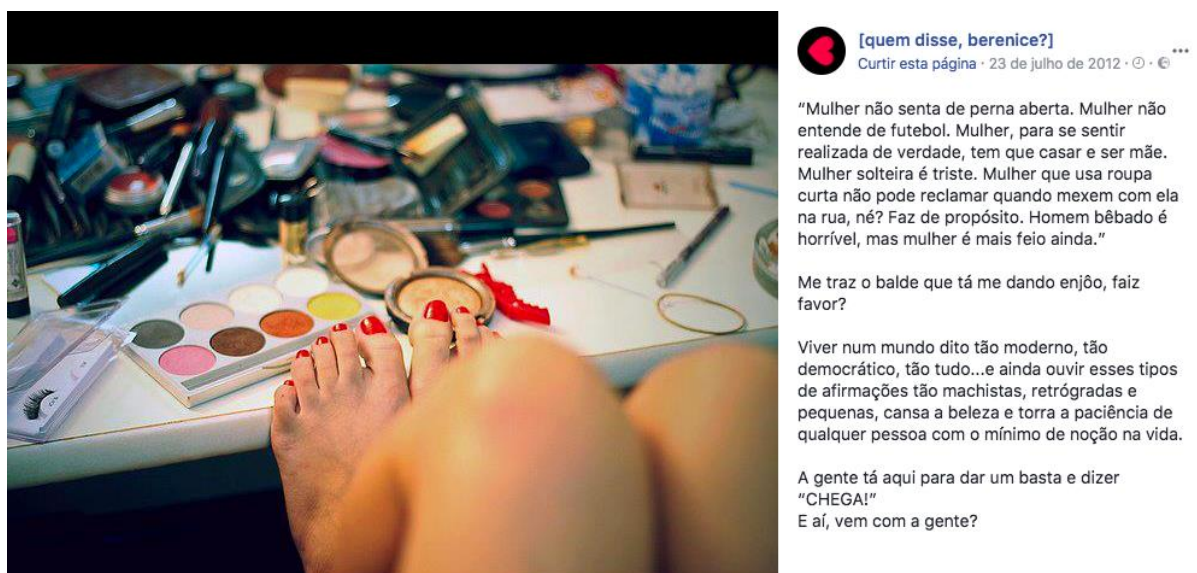 [quem disse, berenice?]
Curtir esta página · 23 de julho de 2012 ·
“Mulher não senta de perna aberta. Mulher não
entende de futebol. Mulher, para se sentir
realizada de verdade, tem que casar e ser mãe.
Mulher solteira é triste. Mulher que usa roupa
curta não pode reclamar quando mexem com ela
na rua, né? Faz de propósito. Homem bêbado é
horrível, mas mulher é mais feio ainda.”
Me traz o balde que tá me dando enjôo, faiz
favor?
Viver num mundo dito tão moderno, tão
democrático, tão tudo...e ainda ouvir esses tipos
de afirmações tão machistas, retrógradas e
pequenas, cansa a beleza e torra a paciência de
qualquer pessoa com o mínimo de noção na vida.
A gente tá aqui para dar um basta e dizer
“CHEGA!”
E aí, vem com a gente?